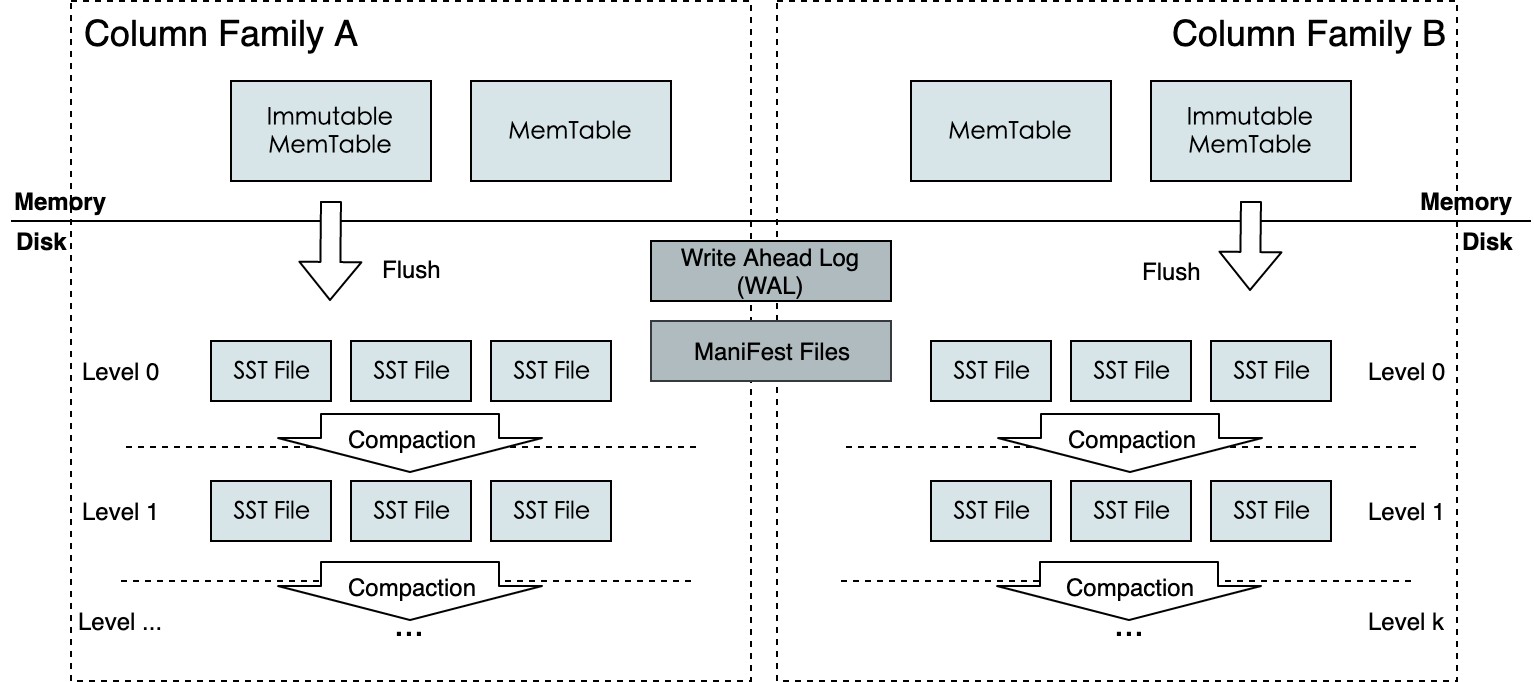 Column Family A
Column Family B
Immutable
MemTable
MemTable
MemTable
Immutable
MemTable
Memory
Memory
Disk
Disk
Flush
Write Ahead Log
(WAL)
Flush
ManiFest Files
Level 0
SST File
SST File
SST File
SST File
SST File
SST File
Level 0
Compaction
Compaction
Level 1
SST File
SST File
SST File
SST File
SST File
SST File
Level 1
Compaction
Compaction
Level ...
...
...
Level k